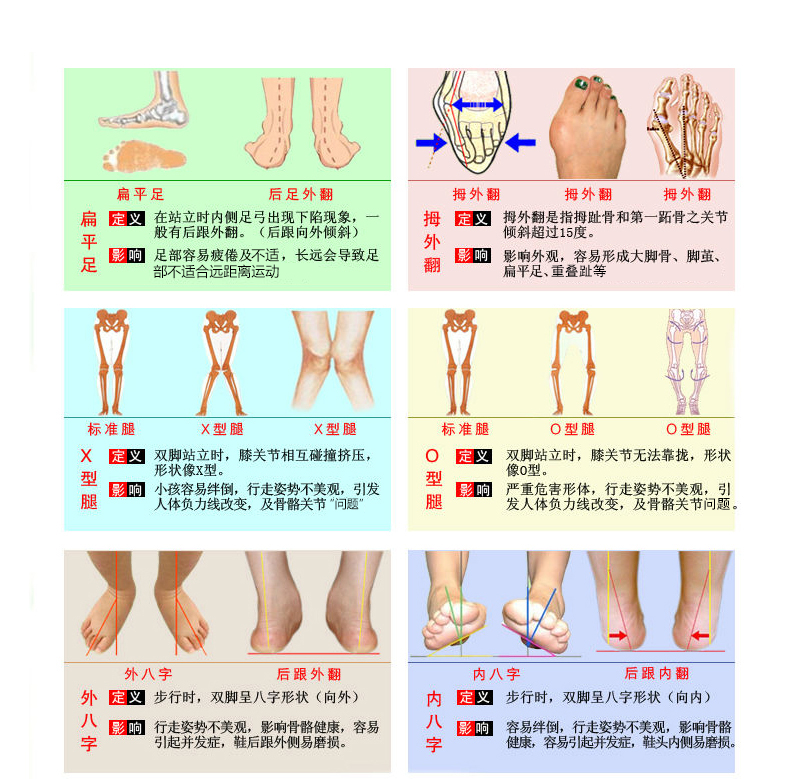 扁平足 后足外翻
扁平足
定义 在站立时内侧足弓出现下陷现象，一
般有后跟外翻。（后跟向外倾斜）
影响 足部容易疲倦及不适，长远会导致足
部不适合远距离运动
拇外翻 拇外翻 拇外翻
拇外翻
定义 拇外翻是指拇趾骨和第一跖骨之关节
倾斜超过15度。
影响 影响外观，容易形成大脚骨、脚茧、
扁平足、重叠趾等
标准腿 X型腿 X型腿
X型腿
定义 双脚站立时，膝关节相互碰撞挤压，
形状像X型。
影响 小孩容易绊倒，行走姿势不美观，引发
人体负力线改变，及骨骼关节“问题”
标准腿 O型腿 O型腿
O型腿
定义 双脚站立时，膝关节无法靠拢，形状
像O型。
影响 严重危害形体，行走姿势不美观，引
发人体负力线改变，及骨骼关节问题。
外八字 后跟外翻
外八字
定义 步行时，双脚呈八字形状（向外）
影响 行走姿势不美观，影响骨骼健康，容易
引起并发症，鞋后跟外侧易磨损。
内八字 后跟内翻
内八字
定义 步行时，双脚呈八字形状（向内）
影响 容易绊倒，行走姿势不美观，影响骨骼
健康，容易引起并发症，鞋头内侧易磨损。